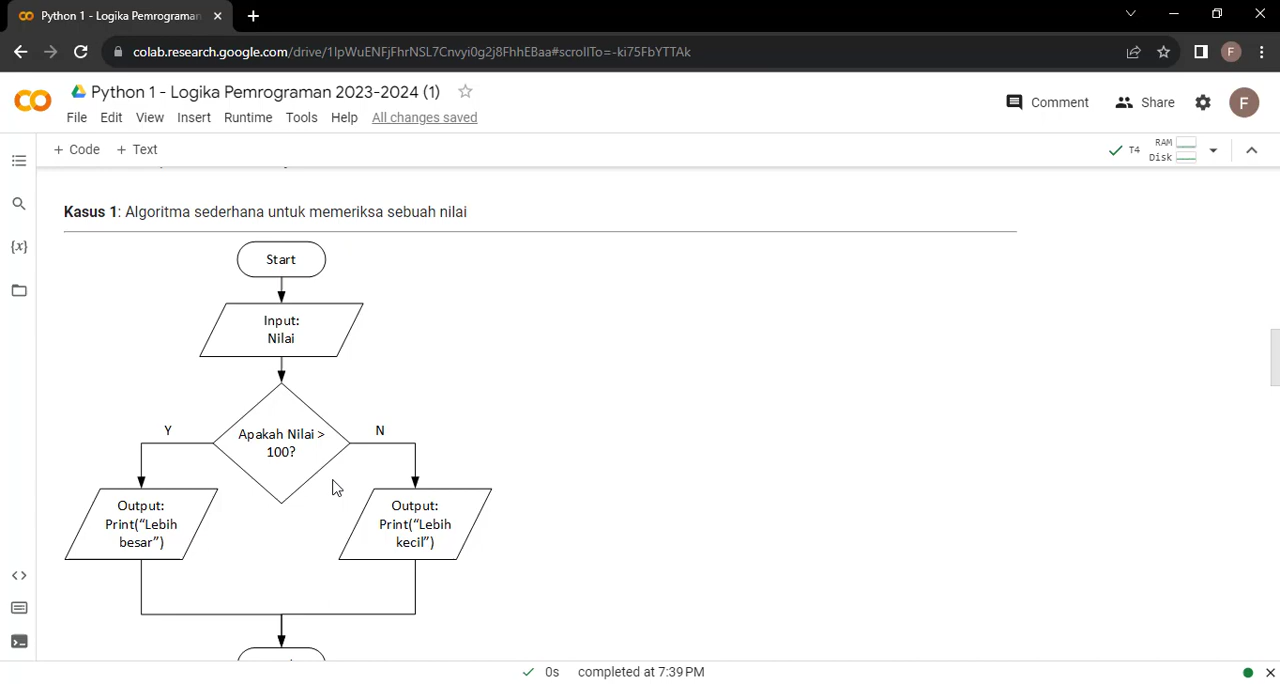 Python 1 - Logika Pemrograman
colab.research.google.com/drive/1lpWuENFjFhrNSL7Cnvyi0g2j8FhhEBaa#scrollTo=-ki75FbYTTAk
F
Python 1 - Logika Pemrograman 2023-2024 (1)
File Edit View Insert Runtime Tools Help All changes saved
Comment Share F
+ Code + Text
T4 RAM Disk
Kasus 1: Algoritma sederhana untuk memeriksa sebuah nilai
Start
Input:
Nilai
Apakah Nilai >
100?
Y
N
Output:
Print(“Lebih
besar”)
Output:
Print(“Lebih
kecil”)
0s completed at 7:39 PM